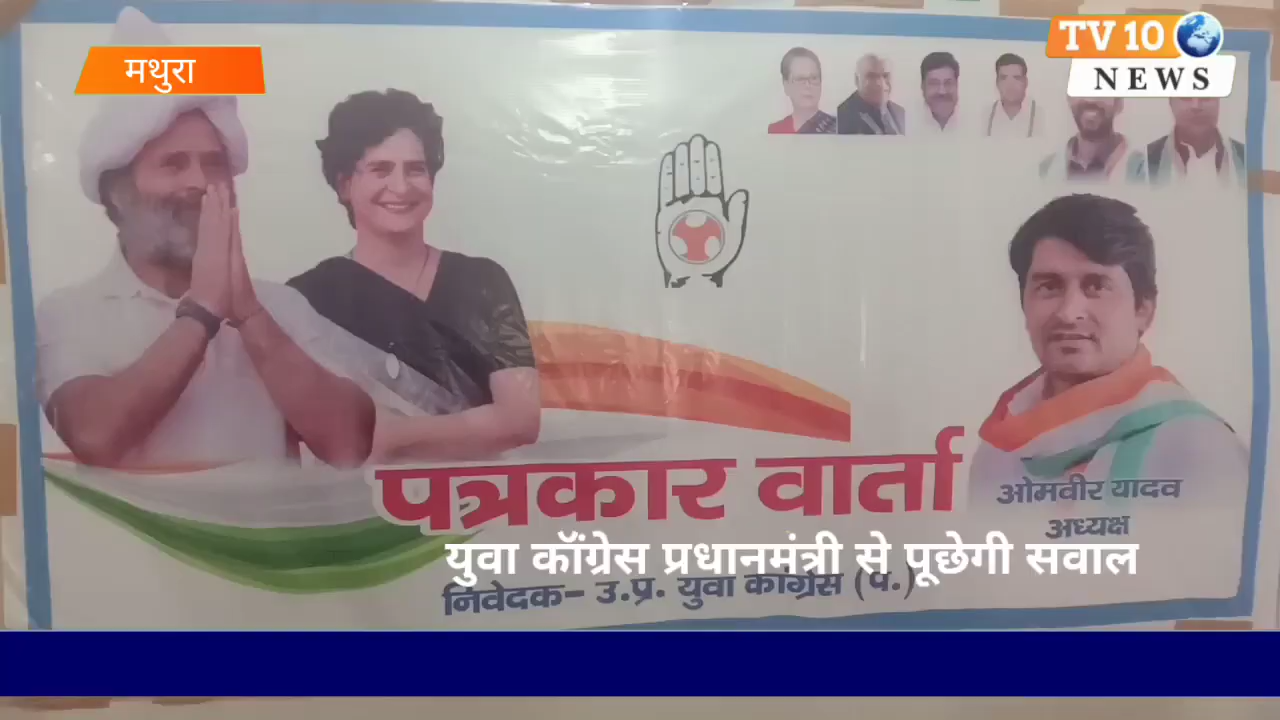 मथुरा
TV 10
NEWS
पत्रकार वार्ता
ओमवीर यादव
अध्यक्ष
युवा कॉंग्रेस प्रधानमंत्री से पूछेगी सवाल
निवेदक– उ.प्र. युवा कांग्रेस (प.)